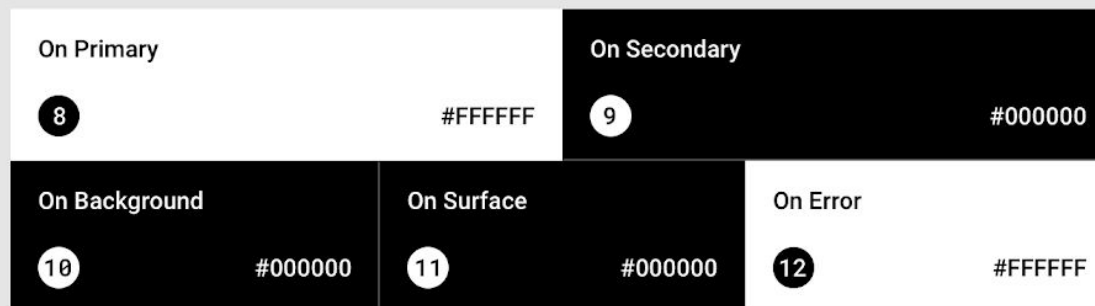 On Primary
8 #FFFFFF
On Secondary
9 #000000
On Background
10 #000000
On Surface
11 #000000
On Error
12 #FFFFFF